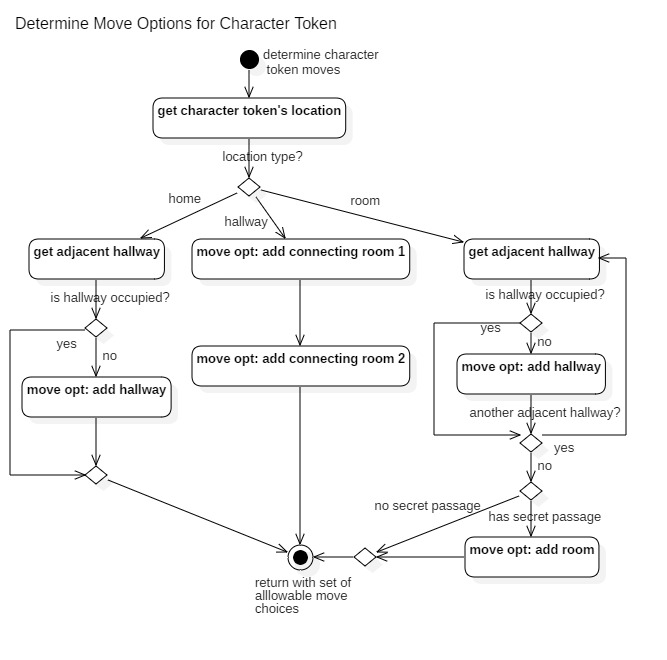 Determine Move Options for Character Token
determine character
token moves
get character token's location
location type?
home
hallway
room
get adjacent hallway
move opt: add connecting room 1
get adjacent hallway
is hallway occupied?
is hallway occupied?
yes
no
yes
no
move opt: add connecting room 2
move opt: add hallway
move opt: add hallway
another adjacent hallway?
yes
no
no secret passage
has secret passage
move opt: add room
return with set of
alllowable move
choices